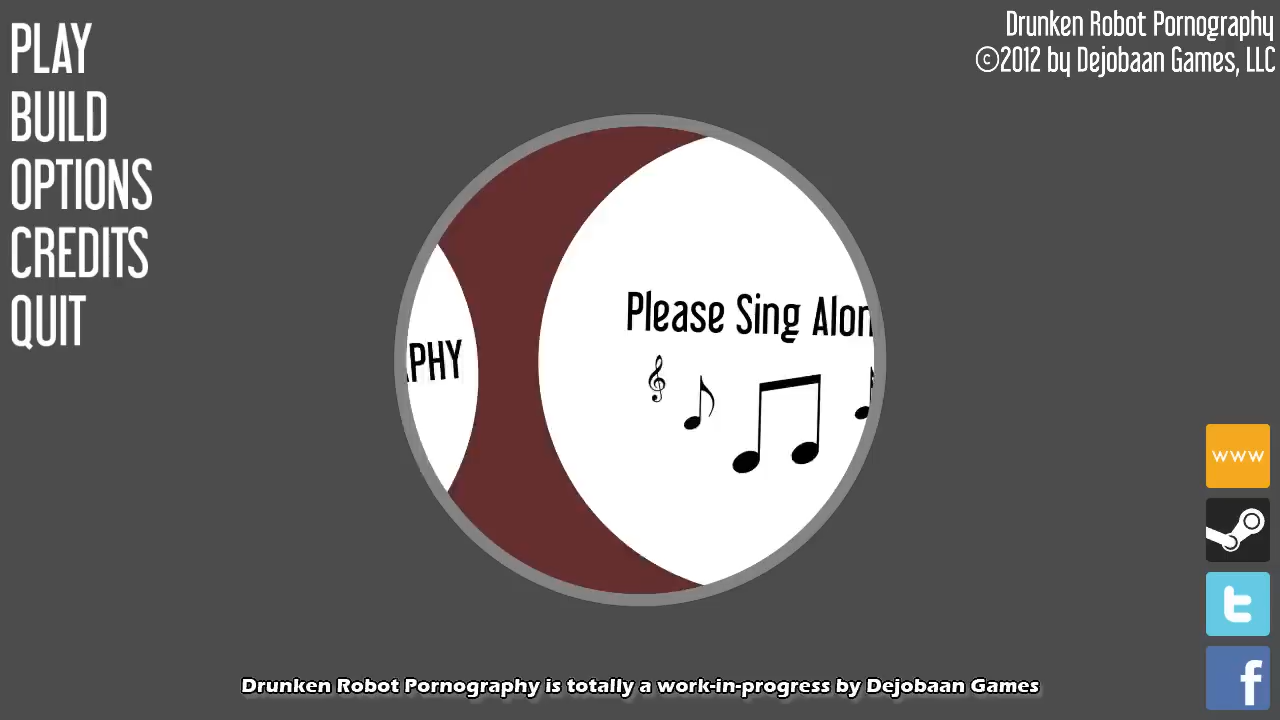 PLAY
BUILD
OPTIONS
CREDITS
QUIT
Drunken Robot Pornography
©2012 by Dejobaan Games, LLC
Please Sing Alon
PHY
www
Drunken Robot Pornography is totally a work-in-progress by Dejobaan Games